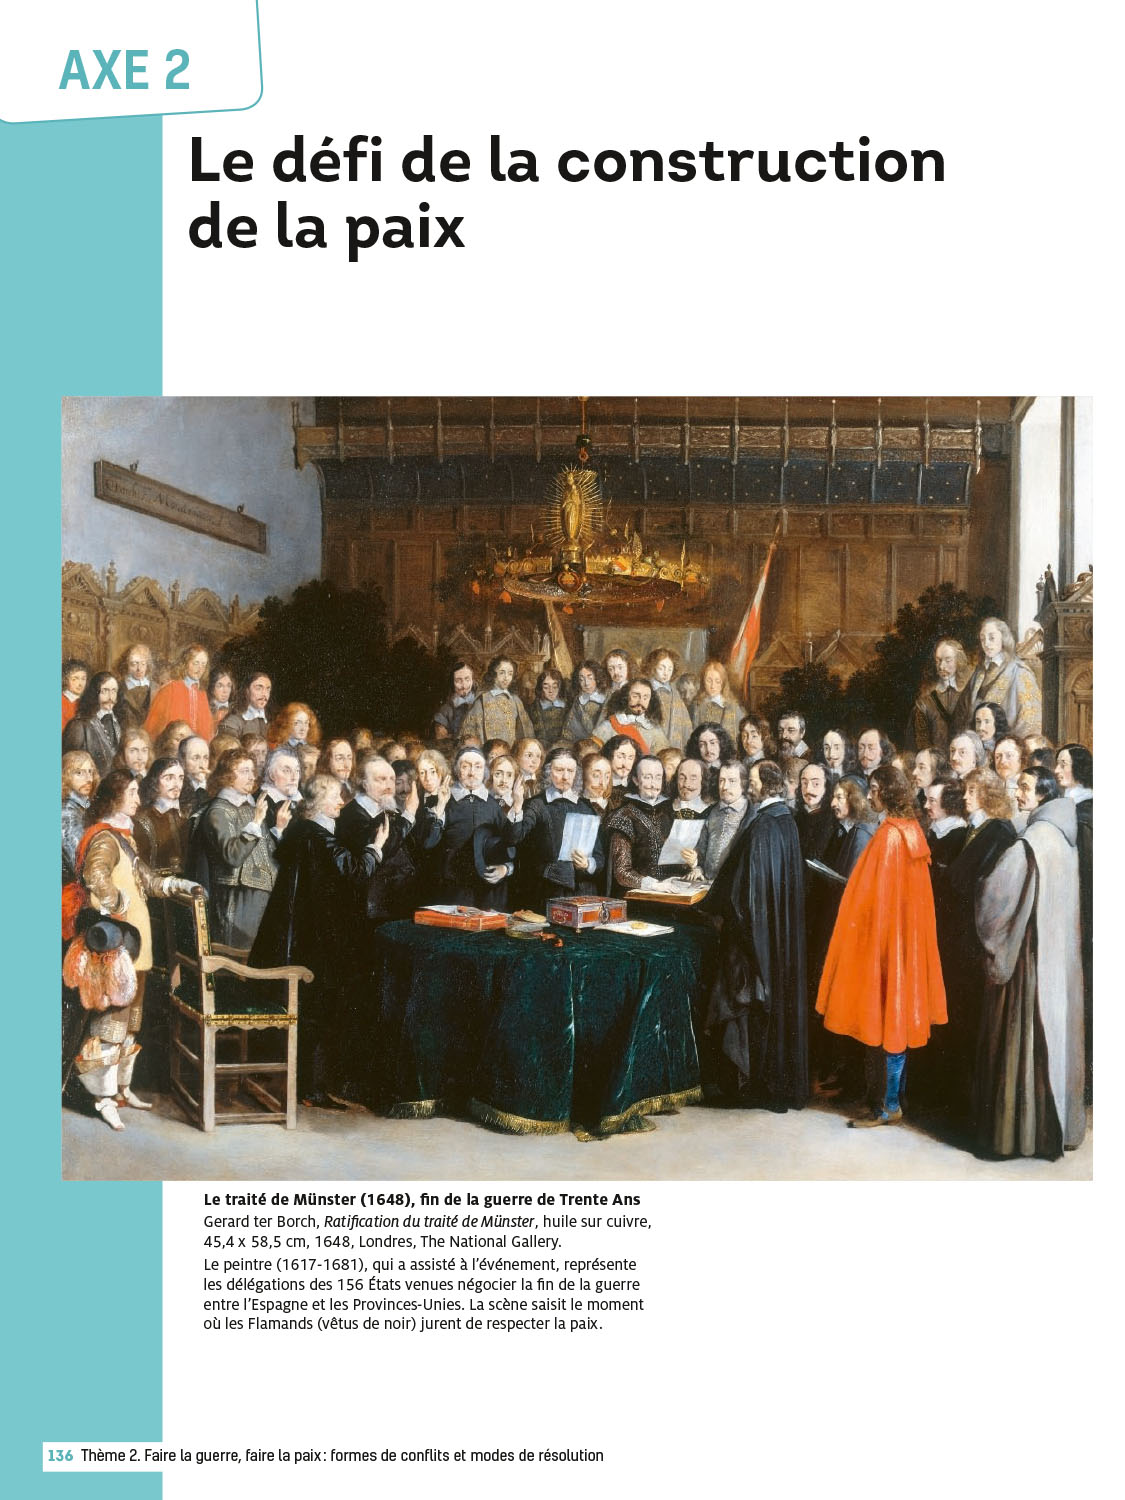 AXE 2
Le défi de la construction
de la paix
Le traité de Münster (1648), fin de la guerre de Trente Ans
Gerard ter Borch, Ratification du traité de Münster, huile sur cuivre,
45,4 x 58,5 cm, 1648, Londres, The National Gallery.
Le peintre (1617-1681), qui a assisté à l’événement, représente
les délégations des 156 États venues négocier la fin de la guerre
entre l’Espagne et les Provinces-Unies. La scène saisit le moment
où les Flamands (vêtus de noir) jurent de respecter la paix.
136 Thème 2. Faire la guerre, faire la paix : formes de conflits et modes de résolution